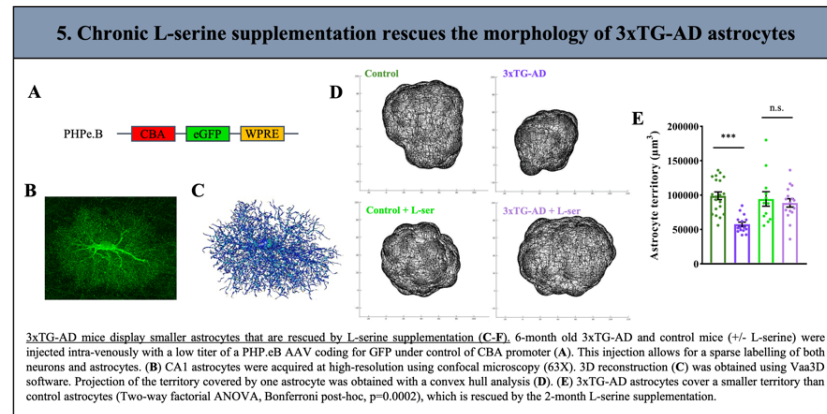 5. Chronic L-serine supplementation rescues the morphology of 3xTG-AD astrocytes
A
PHPe.B CBA eGFP WPRE
B
C
D
Control
3xTG-AD
Control + L-ser
3xTG-AD + L-ser
E
n.s.
***
Astrocyte territory (µm³)
200000
150000
100000
50000
0
3xTG-AD mice display smaller astrocytes that are rescued by L-serine supplementation (C-F). 6-month old 3xTG-AD and control mice (+/- L-serine) were
injected intra-venously with a low titer of a PHP.eB AAV coding for GFP under control of CBA promoter (A). This injection allows for a sparse labelling of both
neurons and astrocytes. (B) CA1 astrocytes were acquired at high-resolution using confocal microscopy (63X). 3D reconstruction (C) was obtained using Vaa3D
software. Projection of the territory covered by one astrocyte was obtained with a convex hull analysis (D). (E) 3xTG-AD astrocytes cover a smaller territory than
control astrocytes (Two-way factorial ANOVA, Bonferroni post-hoc, p=0.0002), which is rescued by the 2-month L-serine supplementation.